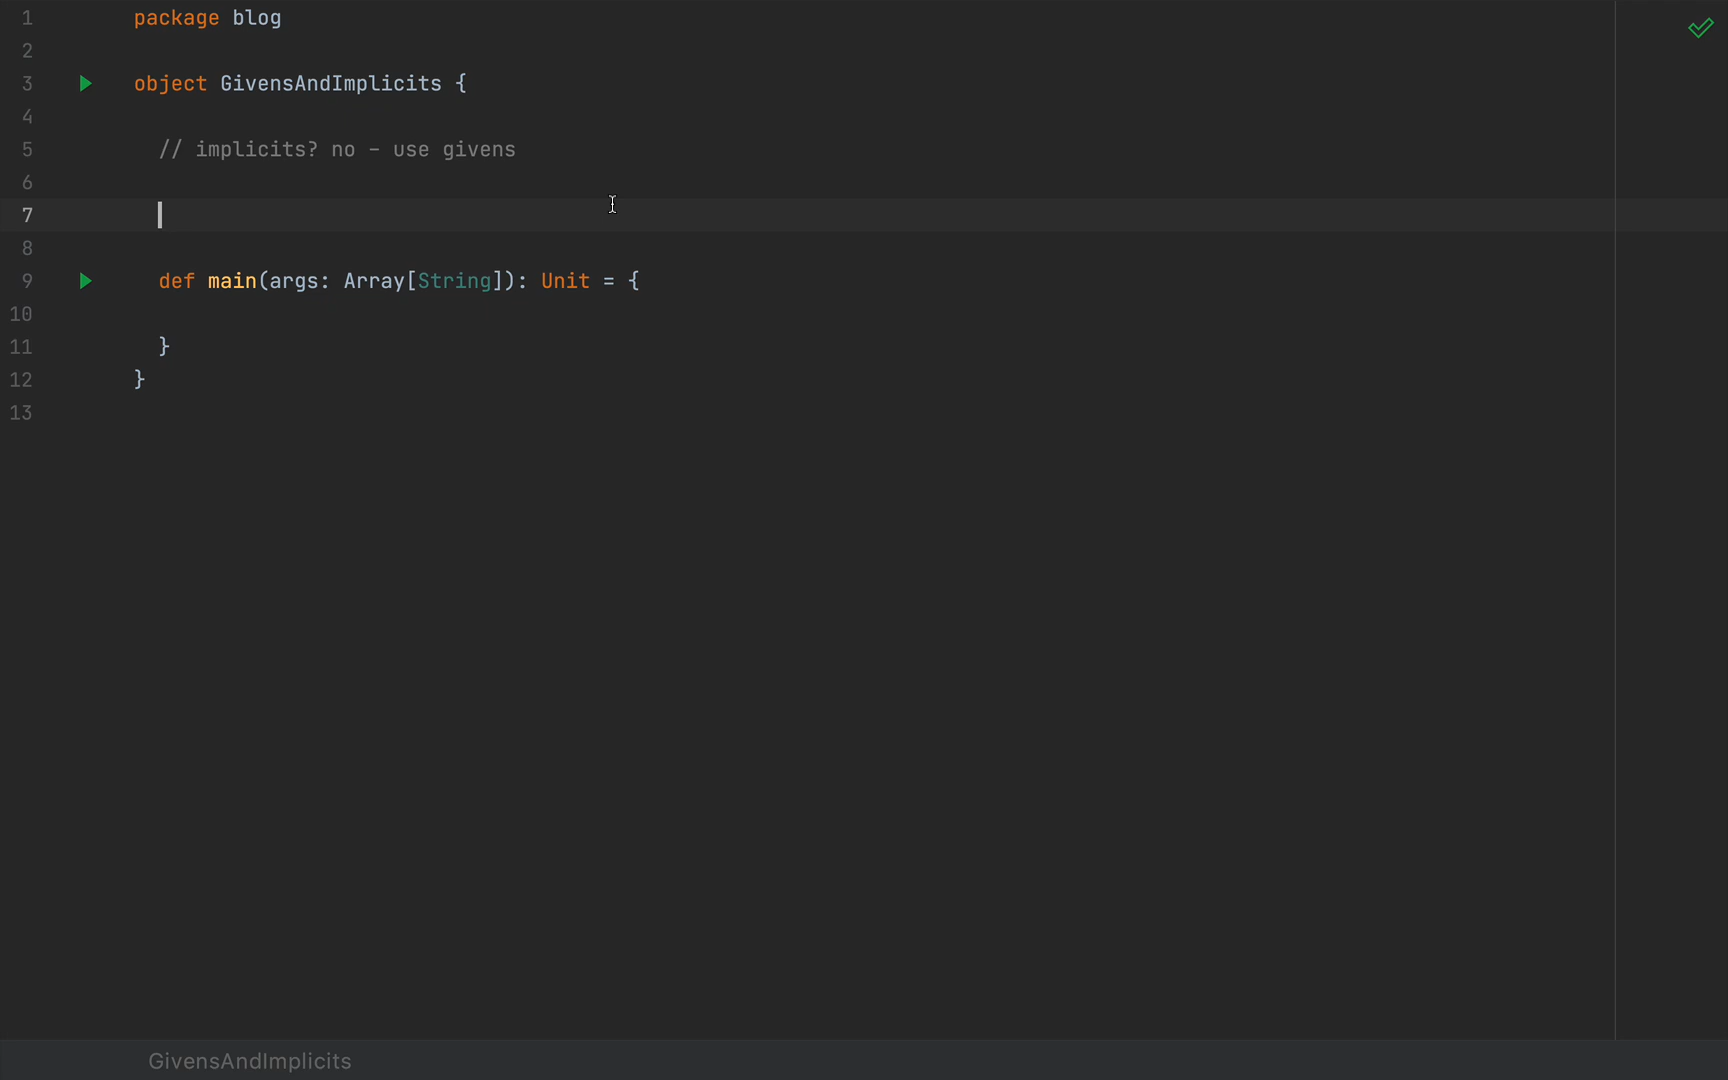 1 package blog
2
3 object GivensAndImplicits {
4
5 // implicits? no - use givens
6
7
8
9 def main(args: Array[String]): Unit = {
10
11 }
12 }
13
GivensAndImplicits